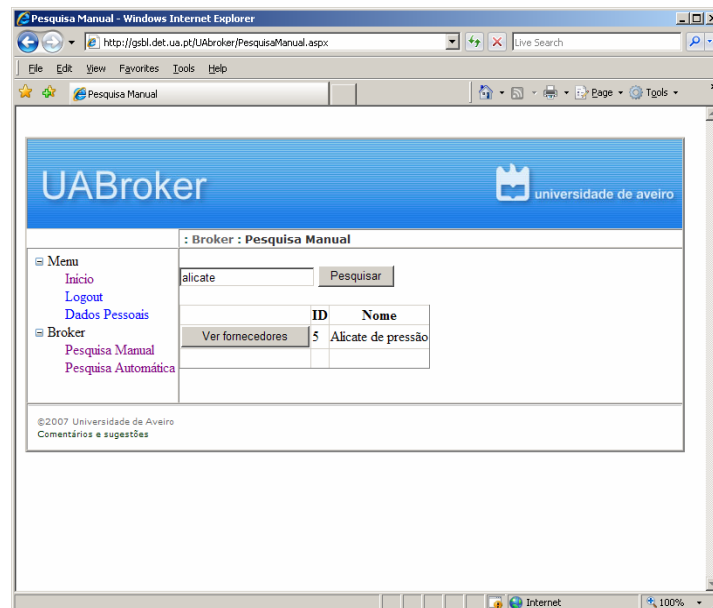 Pesquisa Manual - Windows Internet Explorer
http://gsbl.det.ua.pt/UAbroker/PesquisaManual.aspx
Live Search
File Edit View Favorites Tools Help
Pesquisa Manual
Page Tools
UABroker
universidade de aveiro
: Broker : Pesquisa Manual
Menu
Inicio
Logout
Dados Pessoais
Broker
Pesquisa Manual
Pesquisa Automática
alicate Pesquisar
ID Nome
Ver fornecedores 5 Alicate de pressão
©2007 Universidade de Aveiro
Comentários e sugestões
Internet 100%